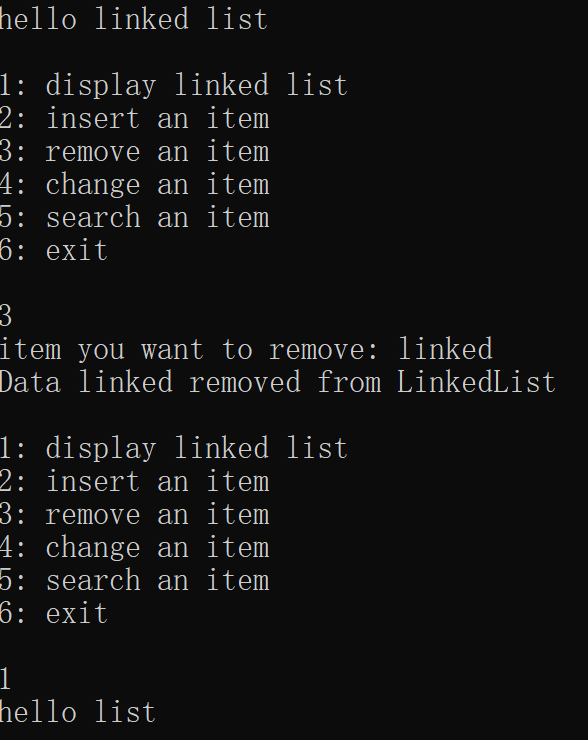 hello linked list
1: display linked list
2: insert an item
3: remove an item
4: change an item
5: search an item
6: exit
3
item you want to remove: linked
Data linked removed from LinkedList
1: display linked list
2: insert an item
3: remove an item
4: change an item
5: search an item
6: exit
1
hello list